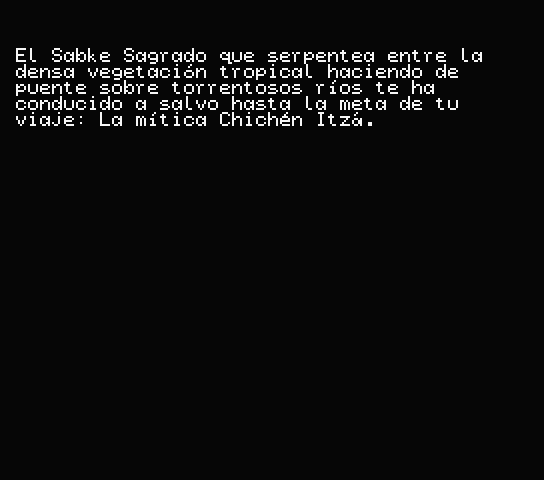 El Sabke Sagrado que serpentea entre la
densa vegetación tropical haciendo de
puente sobre torrentosos ríos te ha
conducido a salvo hasta la meta de tu
viaje: La mítica Chichén Itzá.